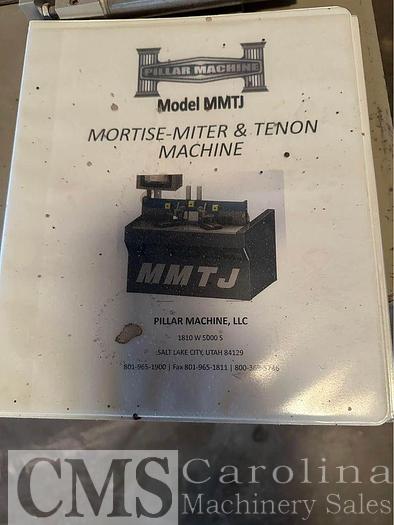 PILLAR MACHINE
Model MMTJ
MORTISE-MITER & TENON
MACHINE
MMTJ
PILLAR MACHINE, LLC
1810 W 5000 S
SALT LAKE CITY, UTAH 84129
801-965-1900 | Fax 801-965-1811
CMS Carolina
Machinery Sales